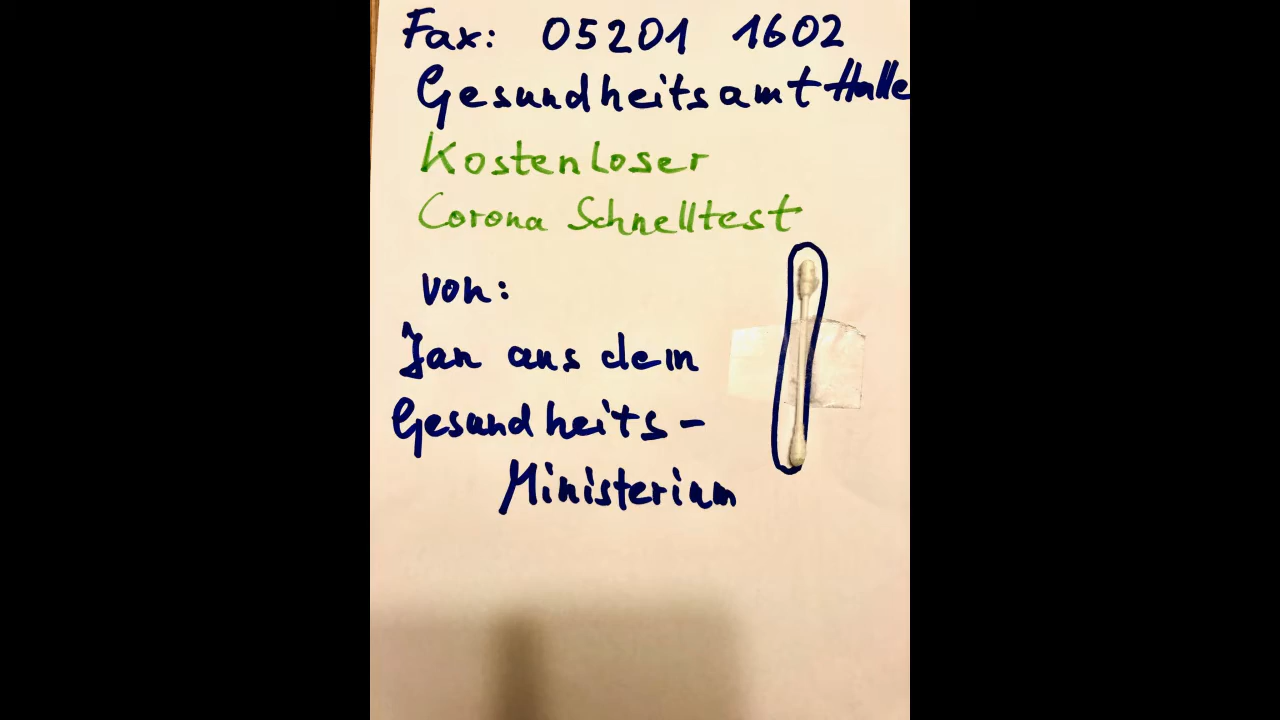 Fax: 05201 1602
Gesundheitsamt Halle
Kostenloser
Corona Schnelltest
von:
Jan aus dem
Gesundheits-
Ministerium